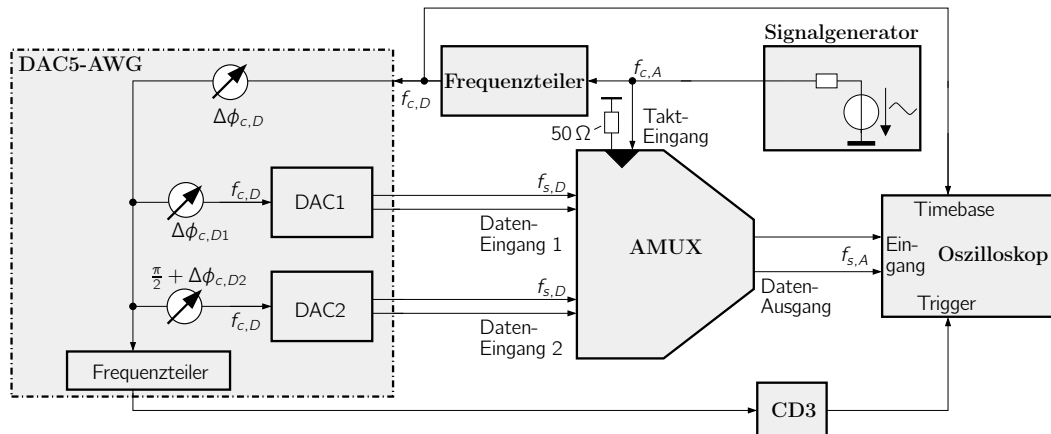 Signalgenerator
DAC5-AWG
Frequenzteiler
f_{c,A}
f_{c,D}
Δϕ_{c,D}
50 Ω
Takt-
Eingang
f_{c,D}
DAC1
f_{s,D}
Δϕ_{c,D1}
Daten-
Eingang 1
AMUX
Timebase
Ein-
gang
Oszilloskop
f_{s,A}
π/2 + Δϕ_{c,D2}
f_{c,D}
DAC2
f_{s,D}
Daten-
Eingang 2
Daten-
Ausgang
Trigger
Frequenzteiler
CD3